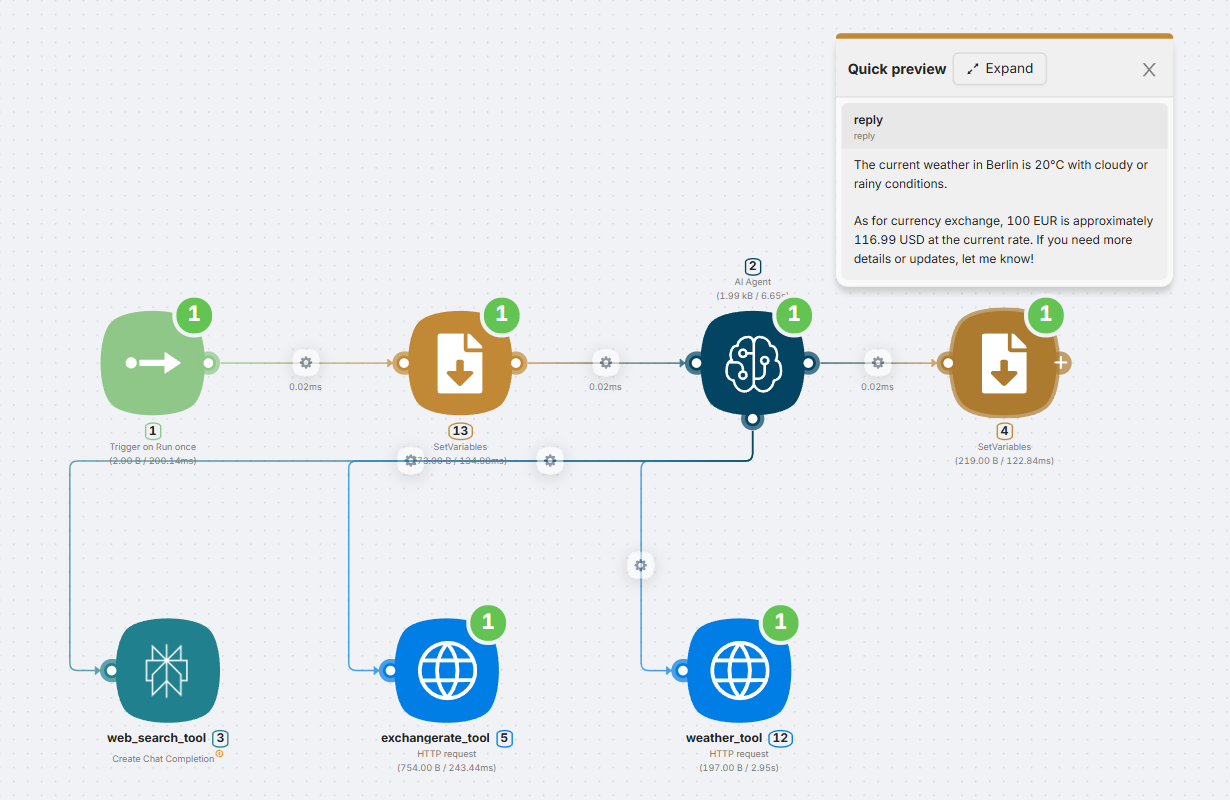 Quick preview
Expand
reply
reply
The current weather in Berlin is 20°C with cloudy or
rainy conditions.
As for currency exchange, 100 EUR is approximately
116.99 USD at the current rate. If you need more
details or updates, let me know!
2
AI Agent
(1.99 kB / 6.65s)
1
1
1
1
0.02ms
0.02ms
0.02ms
1
Trigger on Run once
(2.00 B / 200.14ms)
13
SetVariables
73.00 B / 134.08ms)
4
SetVariables
(219.00 B / 122.84ms)
1
1
web_search_tool 3
Create Chat Completion
exchangerate_tool 5
HTTP request
(754.00 B / 243.44ms)
weather_tool 12
HTTP request
(197.00 B / 2.95s)